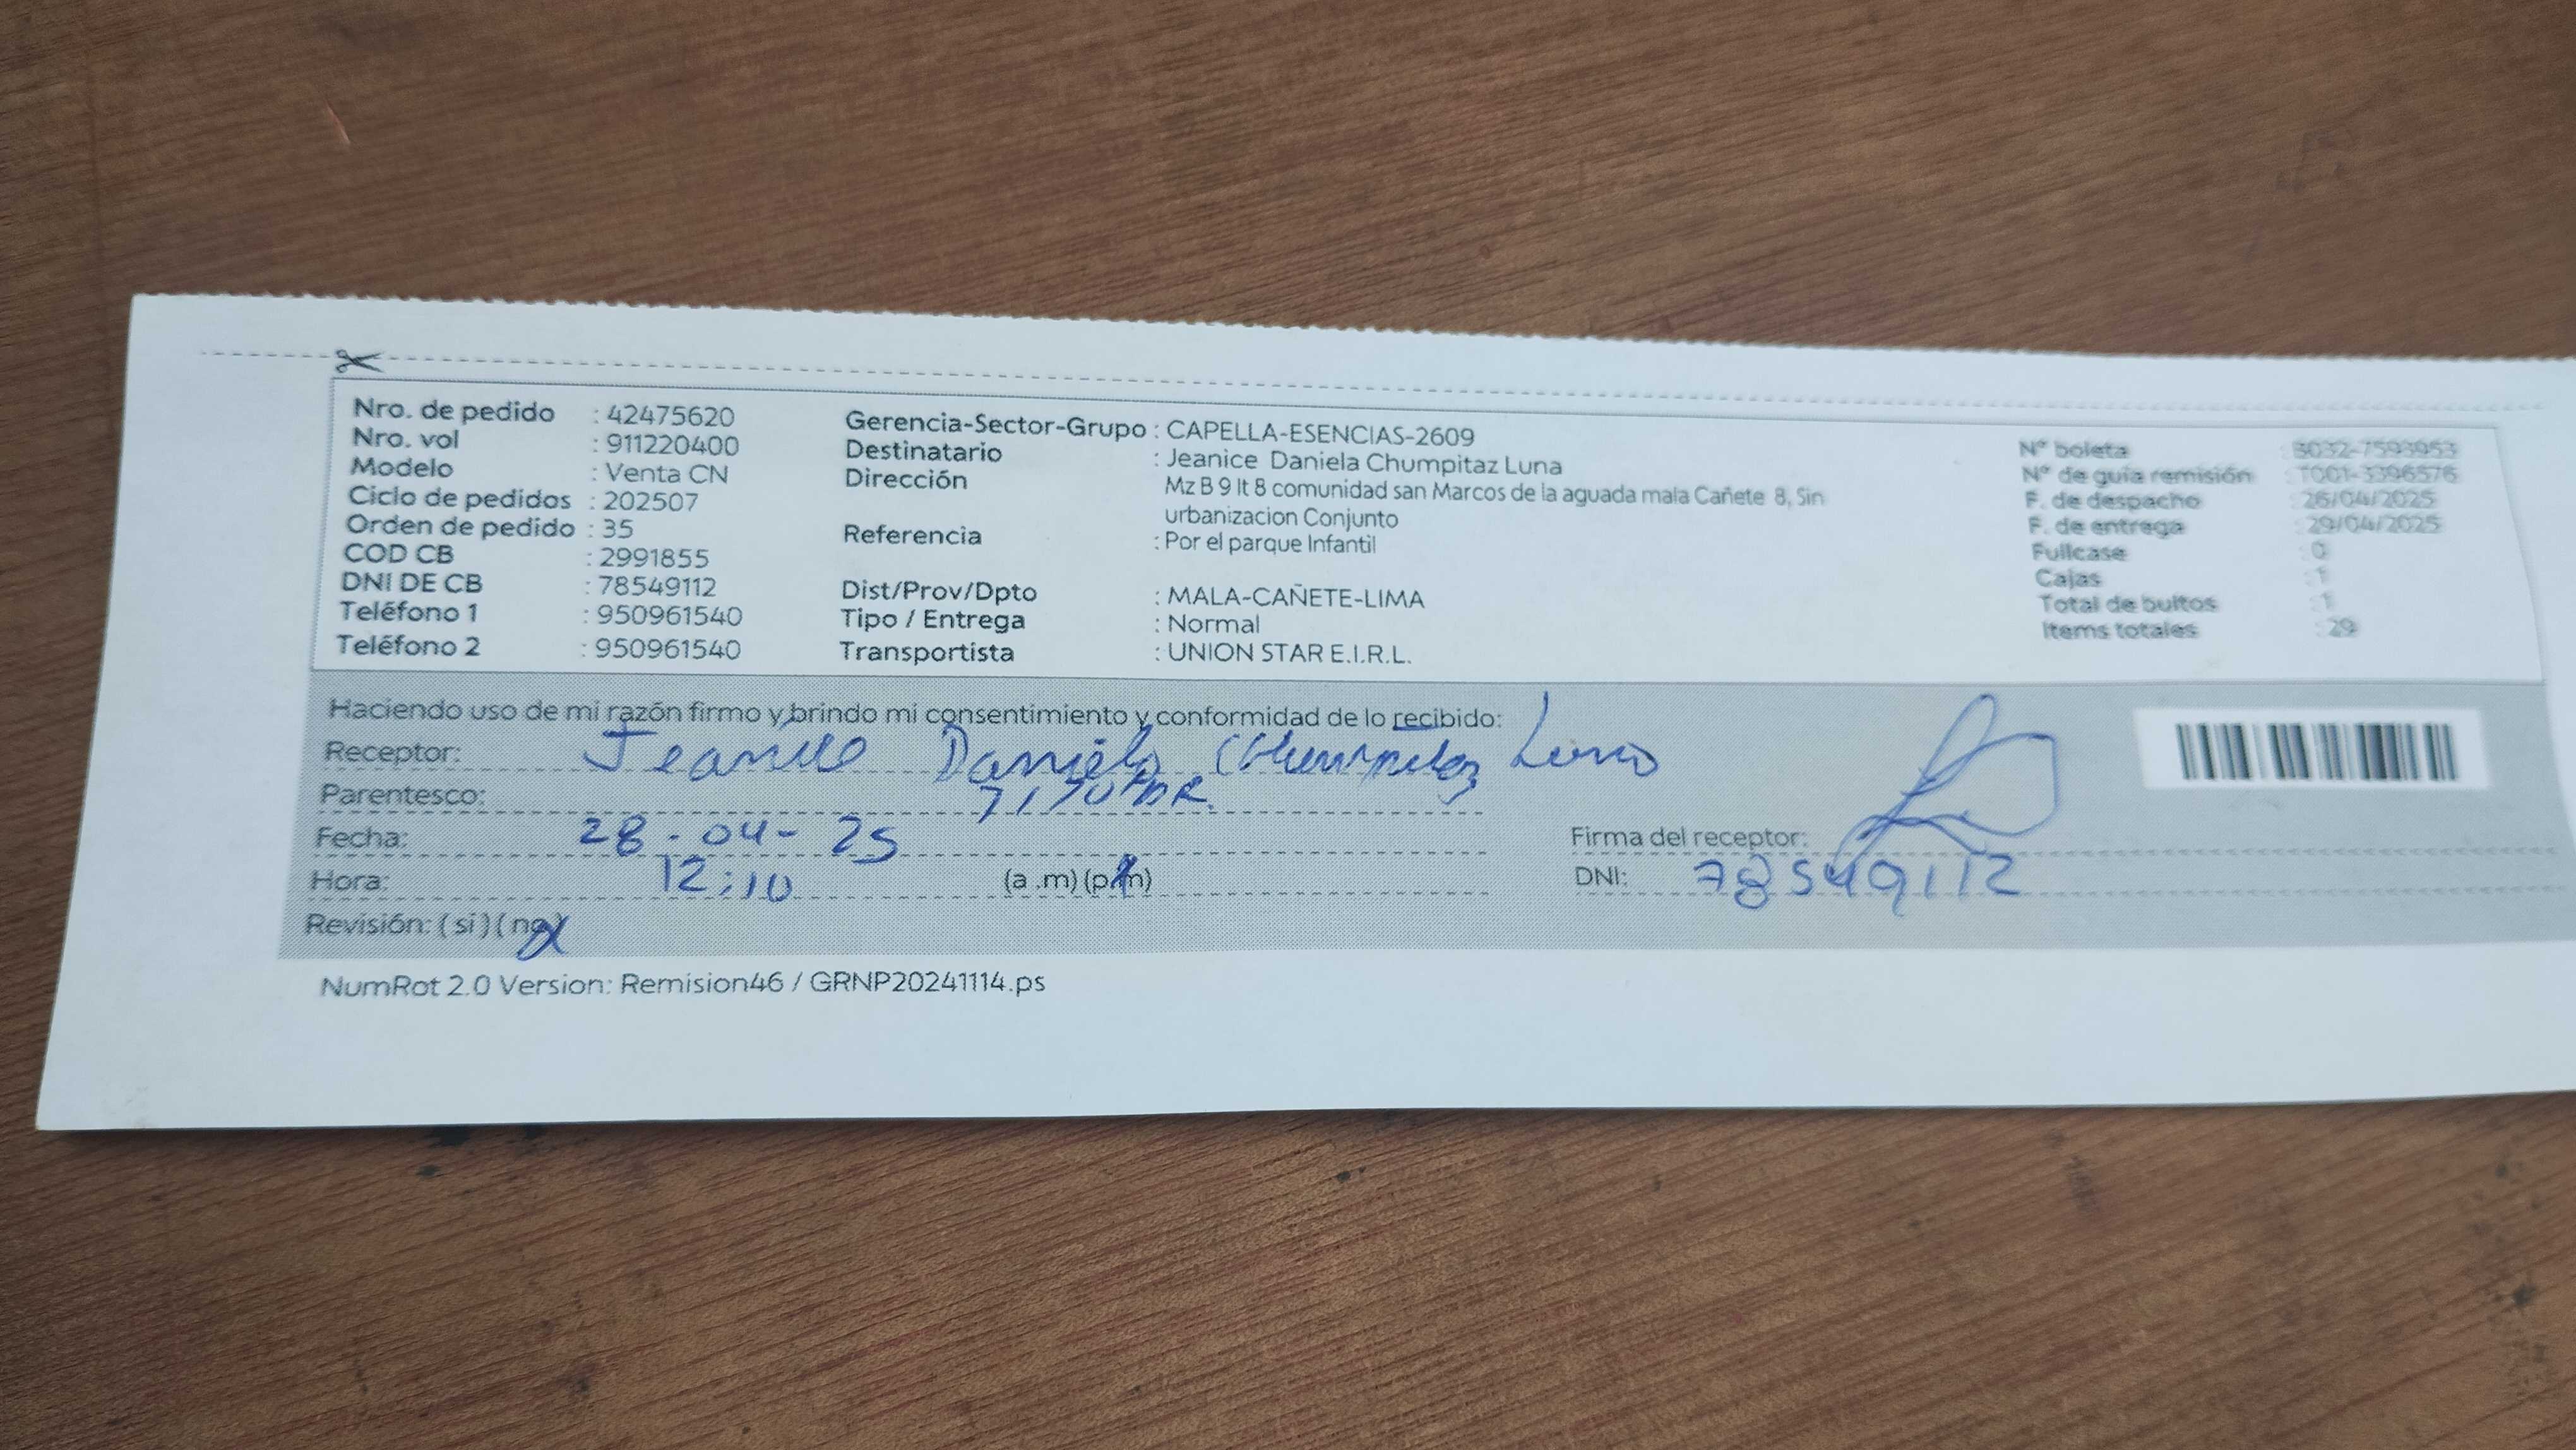 Nro. de pedido : 42475620
Nro. vol : 911220400
Modelo : Venta CN
Ciclo de pedidos : 202507
Orden de pedido : 35
COD CB : 2991855
DNI DE CB : 78549112
Teléfono 1 : 950961540
Teléfono 2 : 950961540
Gerencia-Sector-Grupo : CAPELLA-ESENCIAS-2609
Destinatario : Jeanice Daniela Chumpitaz Luna
Dirección Mz B 9 lt 8 comunidad san Marcos de la aguada mala Cañete 8, Sin
urbanizacion Conjunto
Referencia : Por el parque Infantil
Dist/Prov/Dpto : MALA-CAÑETE-LIMA
Tipo / Entrega : Normal
Transportista : UNION STAR E.I.R.L.
Nº boleta : B032-7593953
Nº de guía remisión : T001-3396576
F. de despacho : 26/04/2025
F. de entrega : 29/04/2025
Fullcase : 0
Cajas : 1
Total de bultos : 1
Items totales : 29
Haciendo uso de mi razón firmo y brindo mi consentimiento y conformidad de lo recibido:
Receptor: Jeanice Daniela Chumpitaz Luna
Parentesco: TITULAR.
Fecha: 28-04-25
Hora: 12:10 (a .m) (p.m)
Revisión: ( si ) ( no )
Firma del receptor:
DNI: 78549112
NumRot 2.0 Version: Remision46 / GRNP20241114.ps